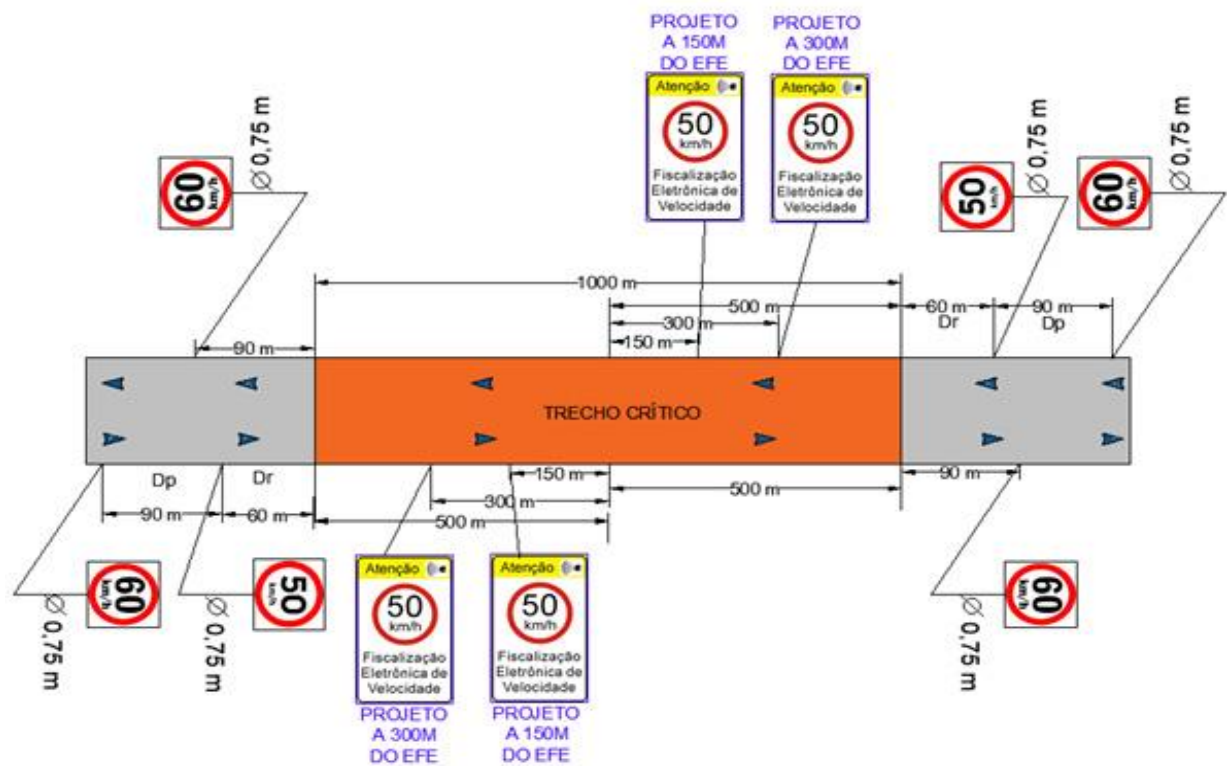 PROJETO
A 150M
DO EFE
PROJETO
A 300M
DO EFE
Atenção
50
km/h
Fiscalização
Eletrônica de
Velocidade
Atenção
50
km/h
Fiscalização
Eletrônica de
Velocidade
60
km/h
Ø 0,75 m
50
km/h
Ø 0,75 m
60
km/h
Ø 0,75 m
1000 m
500 m
60 m
90 m
Dr
Dp
300 m
150 m
90 m
TRECHO CRÍTICO
Dp
Dr
150 m
90 m
300 m
500 m
90 m
60 m
500 m
60
km/h
Ø 0,75 m
50
km/h
Ø 0,75 m
Atenção
50
km/h
Fiscalização
Eletrônica de
Velocidade
Atenção
50
km/h
Fiscalização
Eletrônica de
Velocidade
60
km/h
Ø 0,75 m
PROJETO
A 300M
DO EFE
PROJETO
A 150M
DO EFE